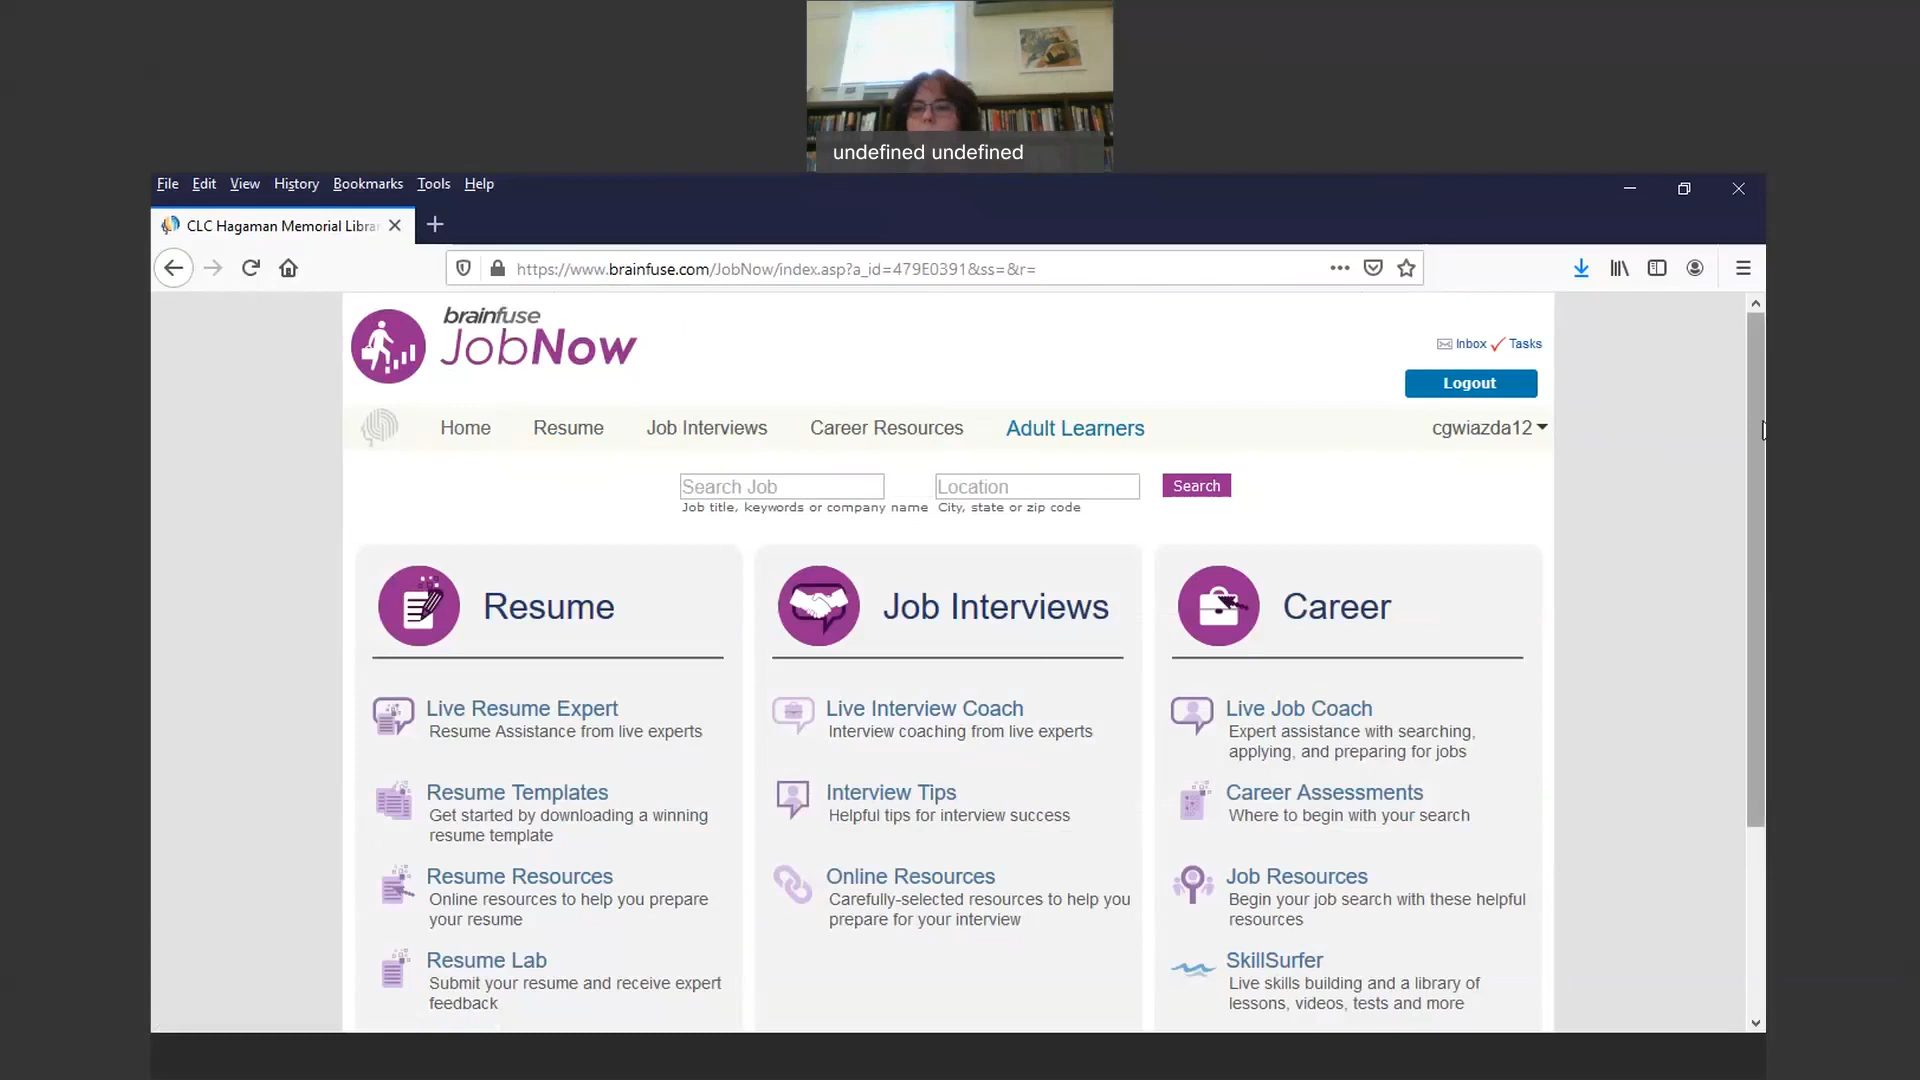 undefined undefined
File Edit View History Bookmarks Tools Help
CLC Hagaman Memorial Libra
https://www.brainfuse.com/JobNow/index.asp?a_id=479E0391&ss=&r=
brainfuse
JobNow
Inbox Tasks
Logout
Home Resume Job Interviews Career Resources Adult Learners cgwiazda12
Search Job Location Search
Job title, keywords or company name City, state or zip code
Resume
Live Resume Expert
Resume Assistance from live experts
Resume Templates
Get started by downloading a winning
resume template
Resume Resources
Online resources to help you prepare
your resume
Resume Lab
Submit your resume and receive expert
feedback
Job Interviews
Live Interview Coach
Interview coaching from live experts
Interview Tips
Helpful tips for interview success
Online Resources
Carefully-selected resources to help you
prepare for your interview
Career
Live Job Coach
Expert assistance with searching,
applying, and preparing for jobs
Career Assessments
Where to begin with your search
Job Resources
Begin your job search with these helpful
resources
SkillSurfer
Live skills building and a library of
lessons, videos, tests and more